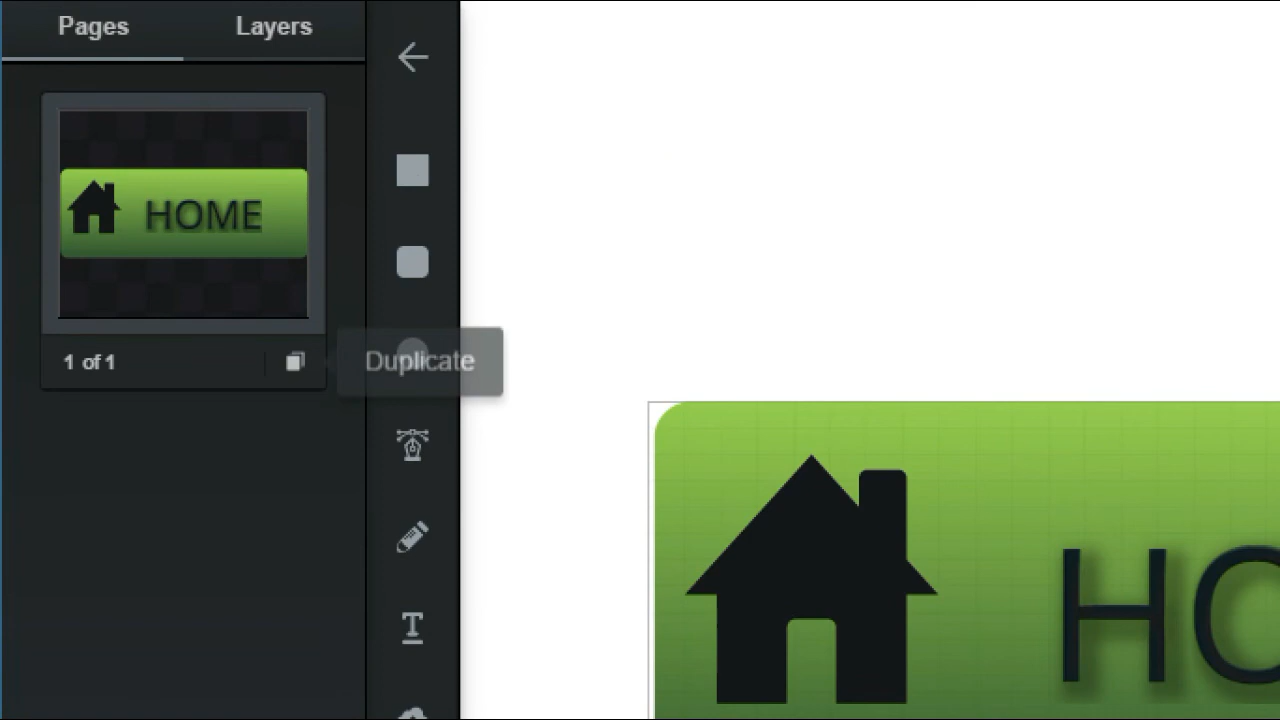 Pages
Layers
HOME
1 of 1
Duplicate
HO